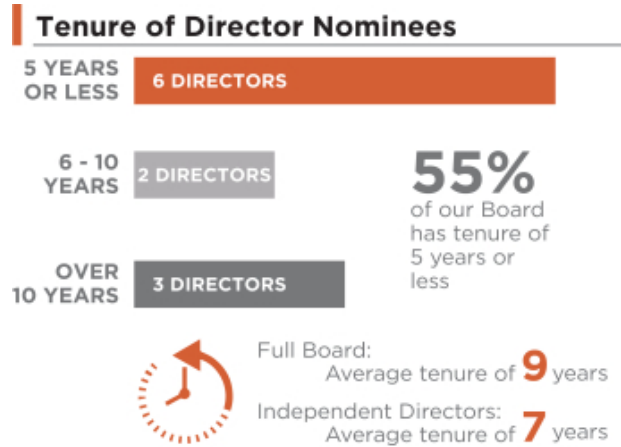 Tenure of Director Nominees
5 YEARS
OR LESS
6 DIRECTORS
6 - 10
YEARS
2 DIRECTORS
OVER
10 YEARS
3 DIRECTORS
55%
of our Board
has tenure of
5 years or
less
Full Board:
Average tenure of 9 years
Independent Directors:
Average tenure of 7 years